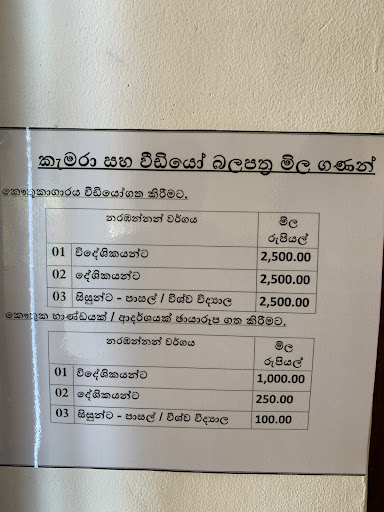 කැමරා සහ වීඩියෝ බලපත්‍ර මිල ගණන්
කෞතුකාගාරය වීඩියෝගත කිරීමට.
නරඹන්නන් වර්ගය මිල
රුපියල්
01 විදේශිකයන්ට 2,500.00
02 දේශිකයන්ට 2,500.00
03 සිසුන්ට - පාසල් / විශ්ව විද්‍යාල 2,500.00
කෞතුක භාණ්ඩයක් / ආදර්ශයක් ඡායාරූප ගත කිරීමට.
නරඹන්නන් වර්ගය මිල
රුපියල්
01 විදේශිකයන්ට 1,000.00
02 දේශිකයන්ට 250.00
03 සිසුන්ට - පාසල් / විශ්ව විද්‍යාල 100.00